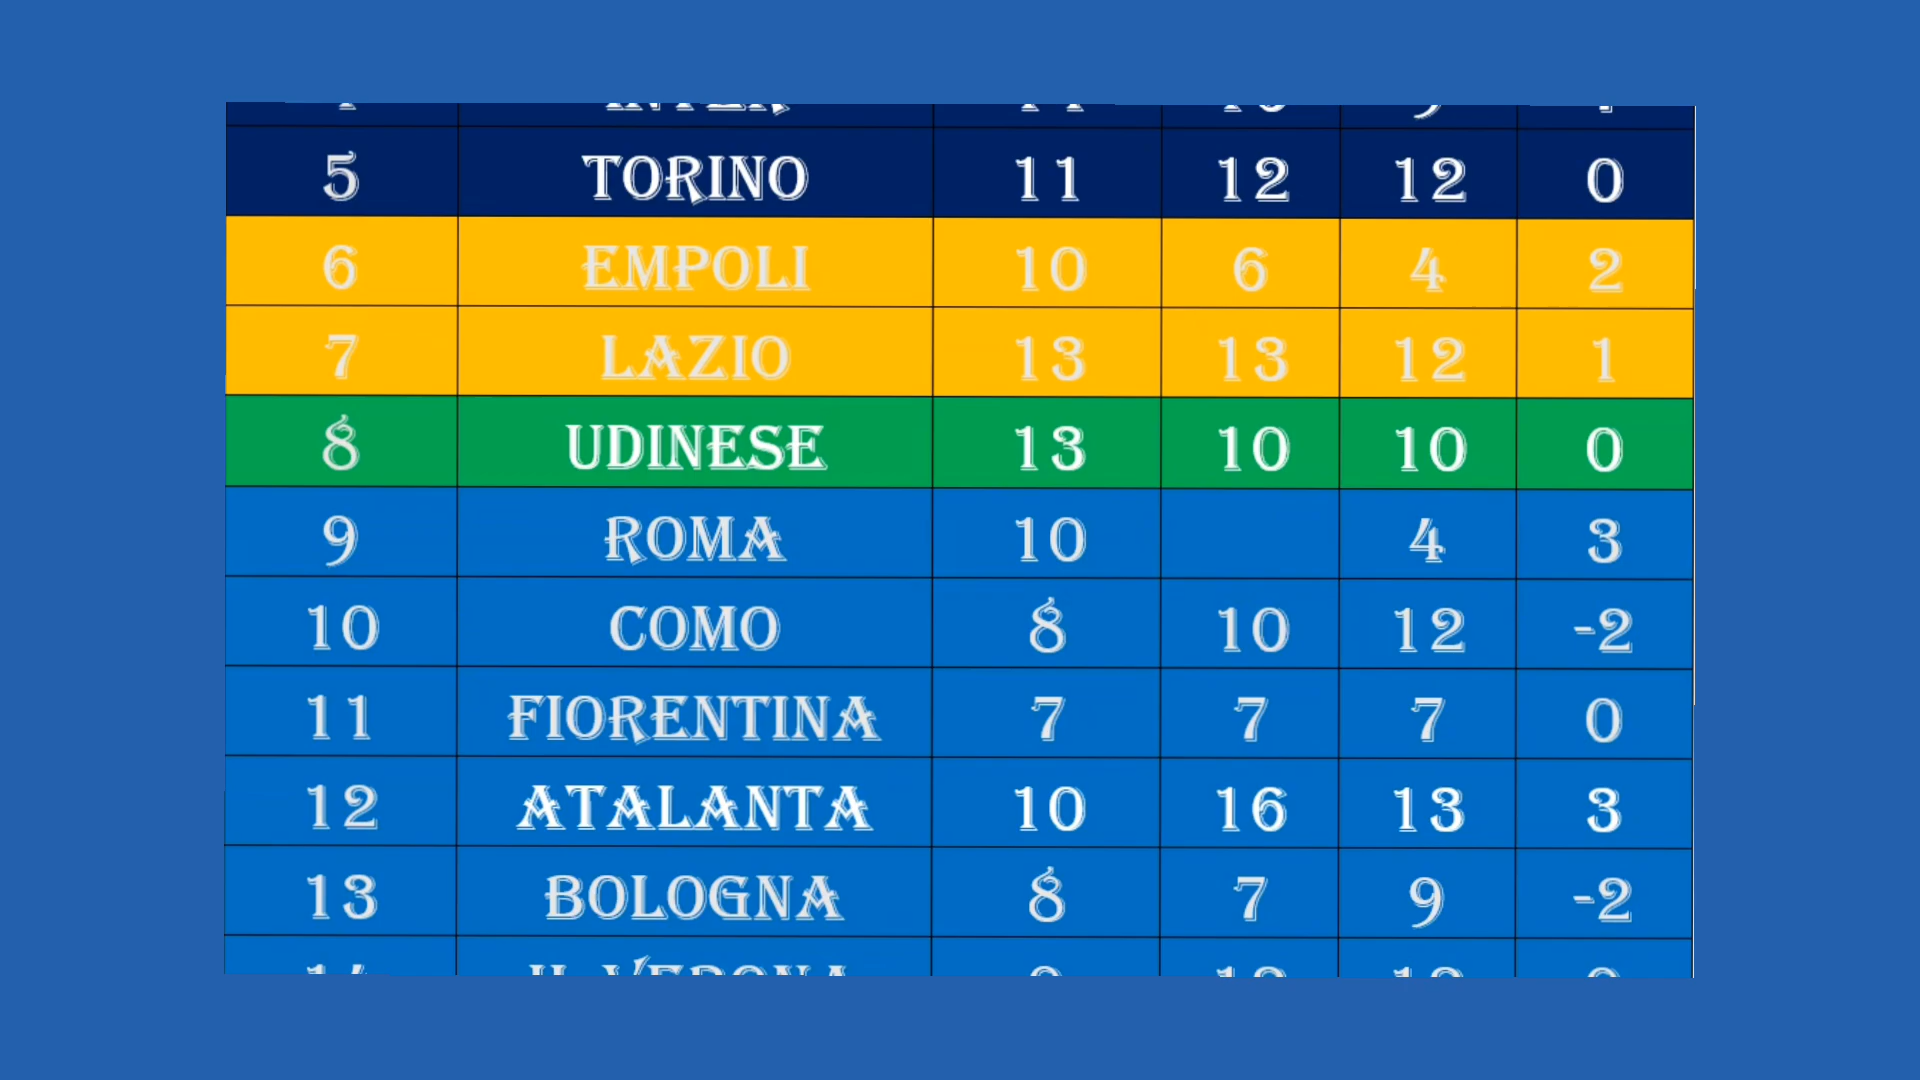 5 TORINO 11 12 12 0
6 EMPOLI 10 6 4 2
7 LAZIO 13 13 12 1
8 UDINESE 13 10 10 0
9 ROMA 10 4 3
10 COMO 8 10 12 -2
11 FIORENTINA 7 7 7 0
12 ATALANTA 10 16 13 3
13 BOLOGNA 8 7 9 -2